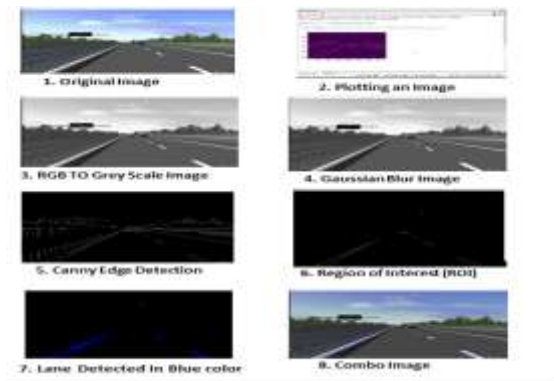 1. Original Image
2. Plotting an Image
3. RGB TO Grey Scale Image
4. Gaussian Blur Image
5. Canny Edge Detection
6. Region of Interest (ROI)
7. Lane Detected In Blue color
8. Combo Image